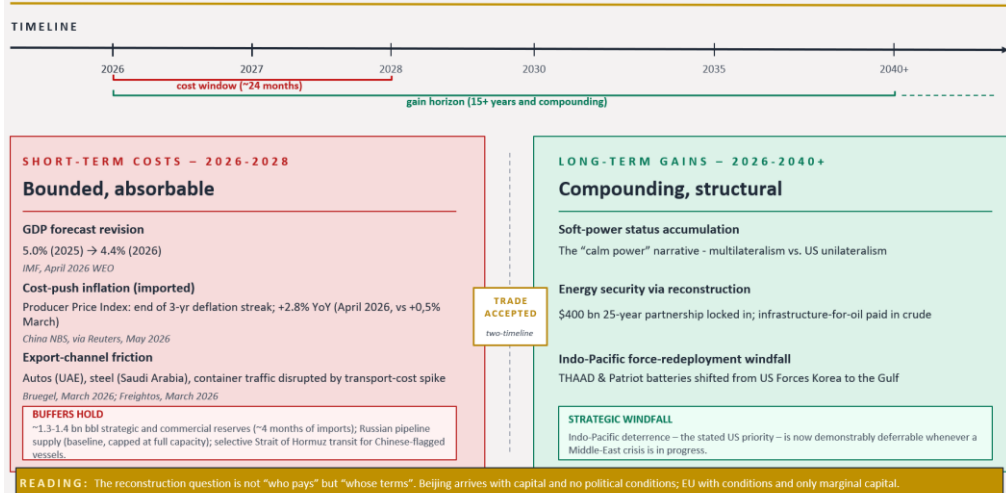 TIMELINE
2026 2027 2028 2030 2035 2040+
cost window (~24 months)
gain horizon (15+ years and compounding)
SHORT-TERM COSTS – 2026-2028
Bounded, absorbable
GDP forecast revision
5.0% (2025) → 4.4% (2026)
IMF, April 2026 WEO
Cost-push inflation (imported)
Producer Price Index: end of 3-yr deflation streak; +2.8% YoY (April 2026, vs +0,5%
March)
China NBS, via Reuters, May 2026
Export-channel friction
Autos (UAE), steel (Saudi Arabia), container traffic disrupted by transport-cost spike
Bruegel, March 2026; Freightos, March 2026
BUFFERS HOLD
~1.3-1.4 bn bbl strategic and commercial reserves (~4 months of imports); Russian pipeline
supply (baseline, capped at full capacity); selective Strait of Hormuz transit for Chinese-flagged
vessels.
TRADE
ACCEPTED
two-timeline
LONG-TERM GAINS – 2026-2040+
Compounding, structural
Soft-power status accumulation
The “calm power” narrative - multilateralism vs. US unilateralism
Energy security via reconstruction
$400 bn 25-year partnership locked in; infrastructure-for-oil paid in crude
Indo-Pacific force-redeployment windfall
THAAD & Patriot batteries shifted from US Forces Korea to the Gulf
STRATEGIC WINDFALL
Indo-Pacific deterrence – the stated US priority – is now demonstrably deferrable whenever a
Middle-East crisis is in progress.
READING: The reconstruction question is not “who pays” but “whose terms”. Beijing arrives with capital and no political conditions; EU with conditions and only marginal capital.